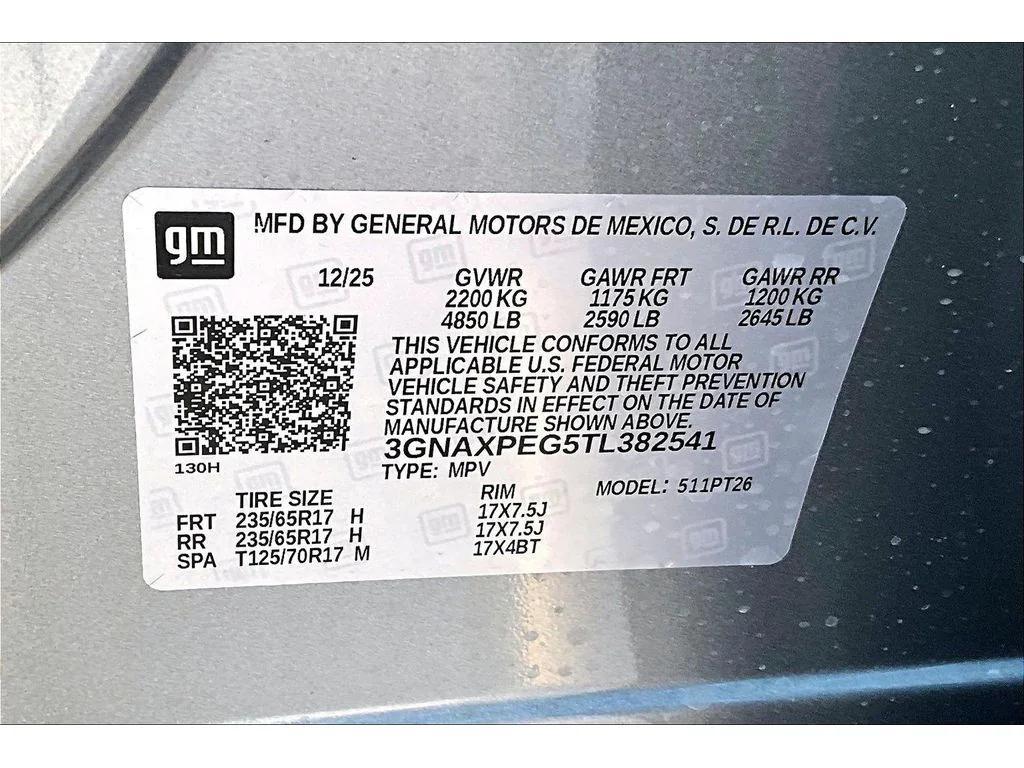 gm
MFD BY GENERAL MOTORS DE MEXICO, S. DE R.L. DE C.V.
12/25 GVWR GAWR FRT GAWR RR
2200 KG 1175 KG 1200 KG
4850 LB 2590 LB 2645 LB
THIS VEHICLE CONFORMS TO ALL
APPLICABLE U.S. FEDERAL MOTOR
VEHICLE SAFETY AND THEFT PREVENTION
STANDARDS IN EFFECT ON THE DATE OF
MANUFACTURE SHOWN ABOVE.
3GNAXPEG5TL382541
130H
TYPE: MPV MODEL: 511PT26
TIRE SIZE RIM
FRT 235/65R17 H 17X7.5J
RR 235/65R17 H 17X7.5J
SPA T125/70R17 M 17X4BT